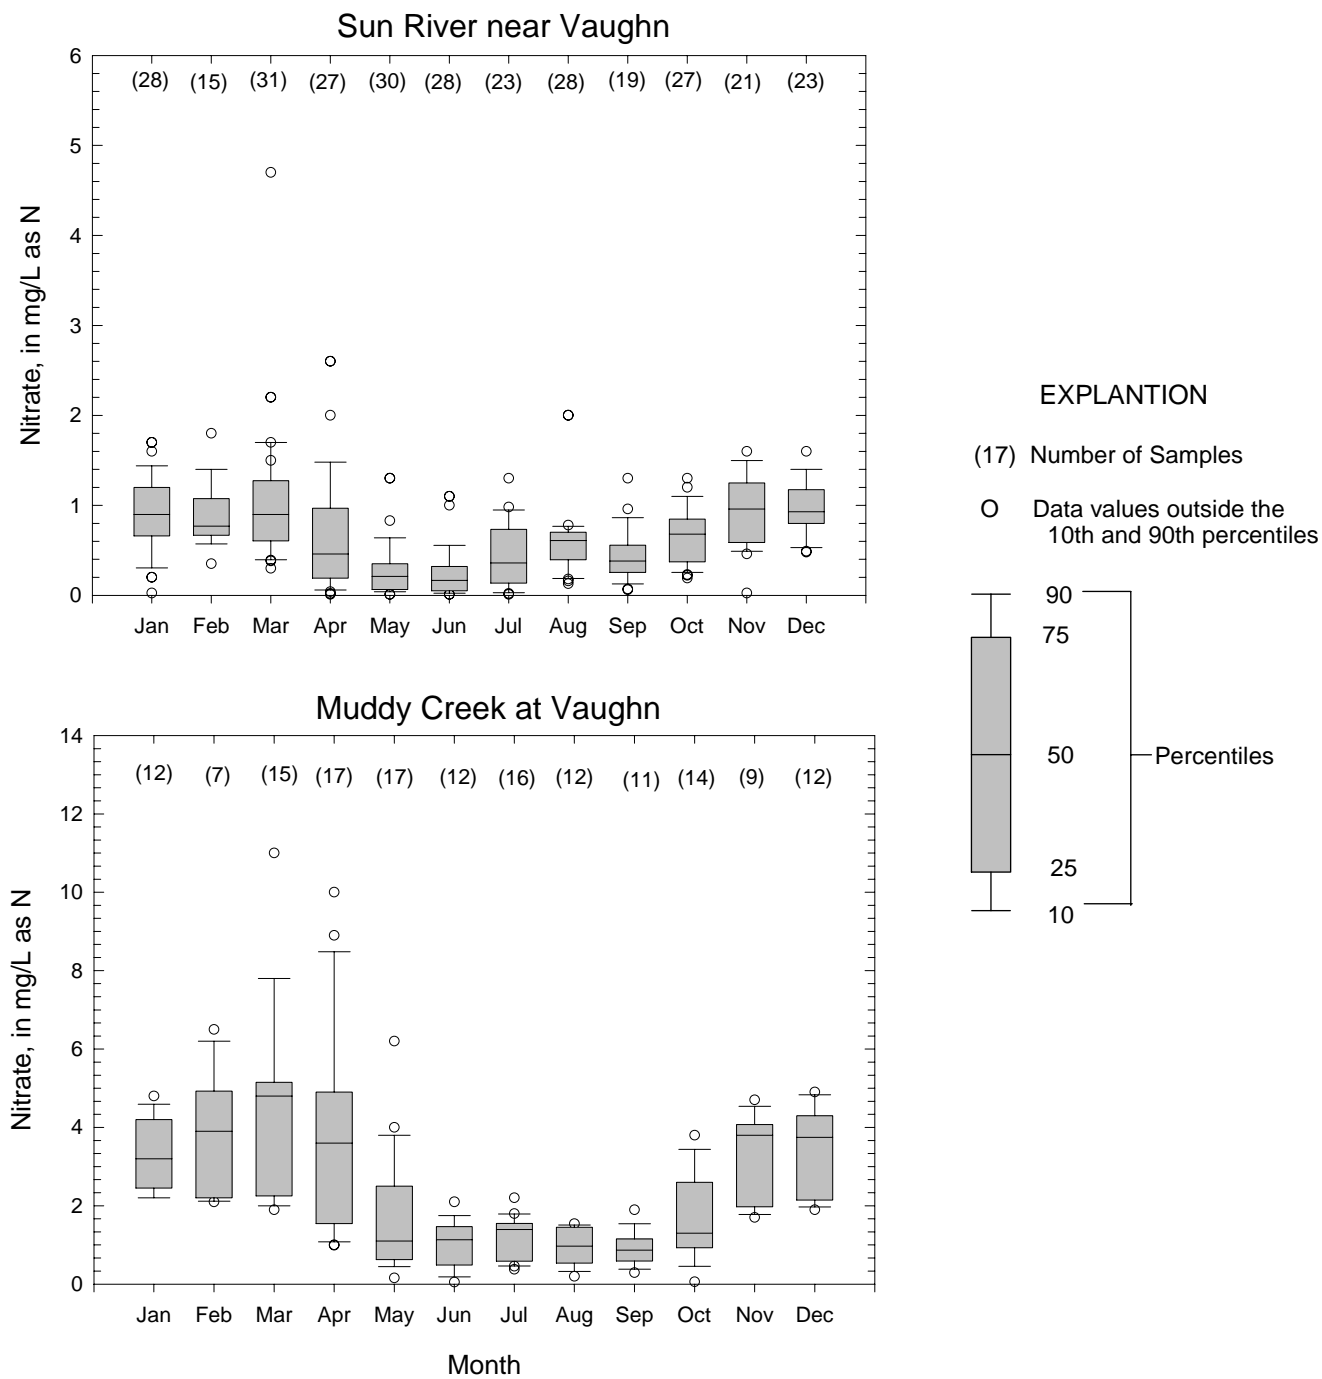 Sun River near Vaughn
6
(28) (15) (31) (27) (30) (28) (23) (28) (19) (27) (21) (23)
5
4
3
2
1
0
Nitrate, in mg/L as N
Jan Feb Mar Apr May Jun Jul Aug Sep Oct Nov Dec
EXPLANTION
(17) Number of Samples
O Data values outside the
10th and 90th percentiles
90
75
50
25
10
Percentiles
Muddy Creek at Vaughn
14
(12) (7) (15) (17) (17) (12) (16) (12) (11) (14) (9) (12)
12
10
8
6
4
2
0
Nitrate, in mg/L as N
Jan Feb Mar Apr May Jun Jul Aug Sep Oct Nov Dec
Month